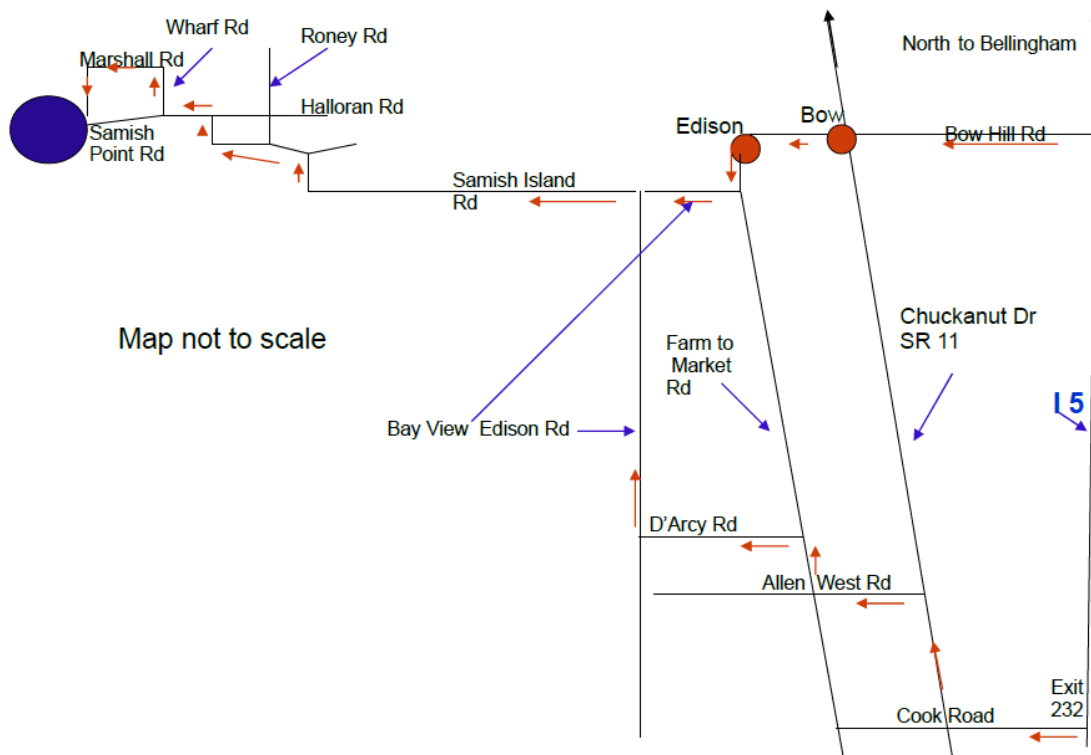 Wharf Rd
Roney Rd
North to Bellingham
Marshall Rd
Halloran Rd
Samish
Point Rd
Edison
Bow
Bow Hill Rd
Samish Island
Rd
Map not to scale
Chuckanut Dr
SR 11
Farm to
Market
Rd
I 5
Bay View Edison Rd
D'Arcy Rd
Allen West Rd
Exit
232
Cook Road